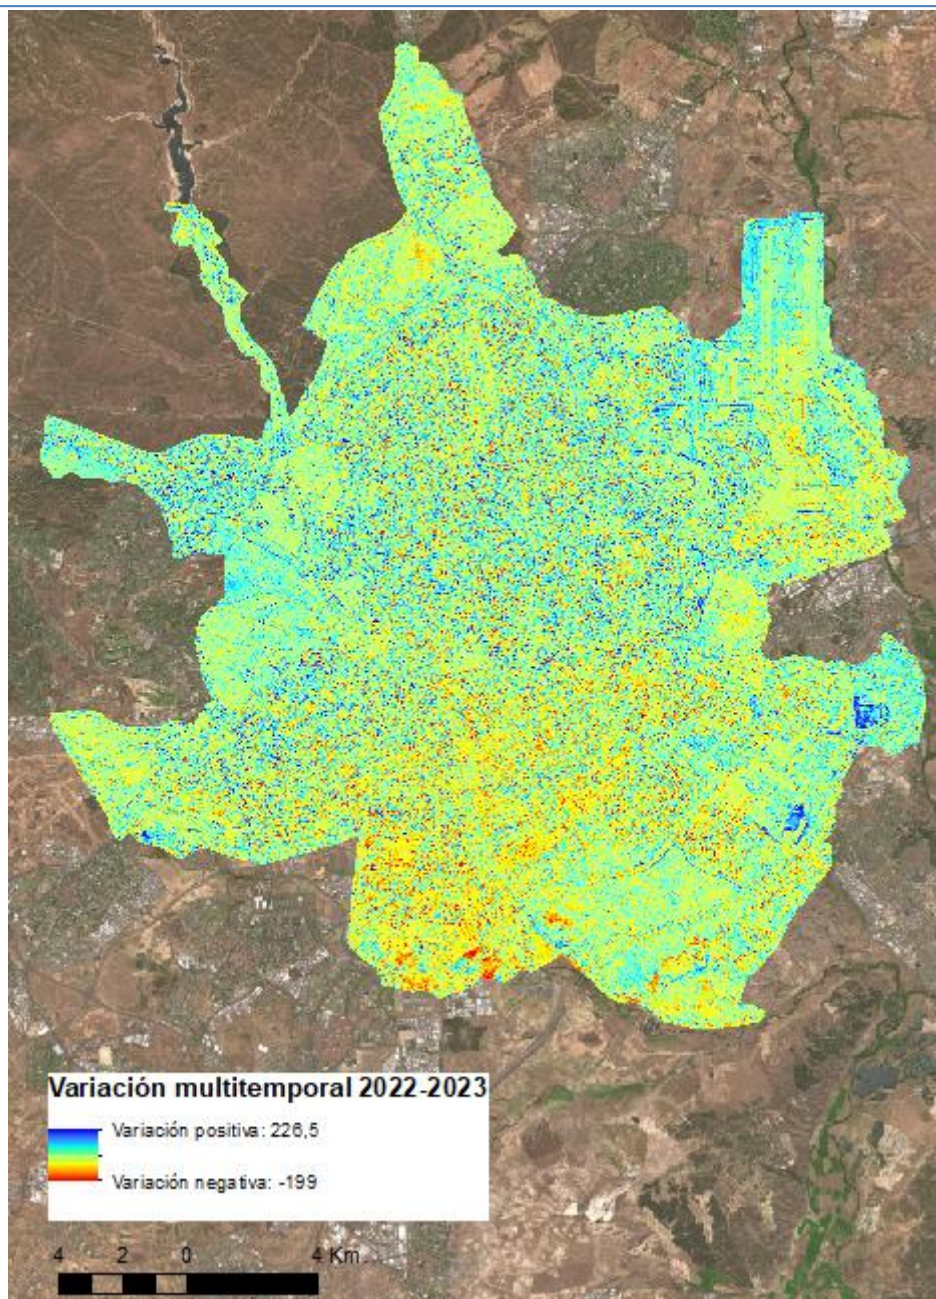 Variación multitemporal 2022-2023
Variación positiva: 226,5
Variación negativa: -199
4 2 0 4 Km